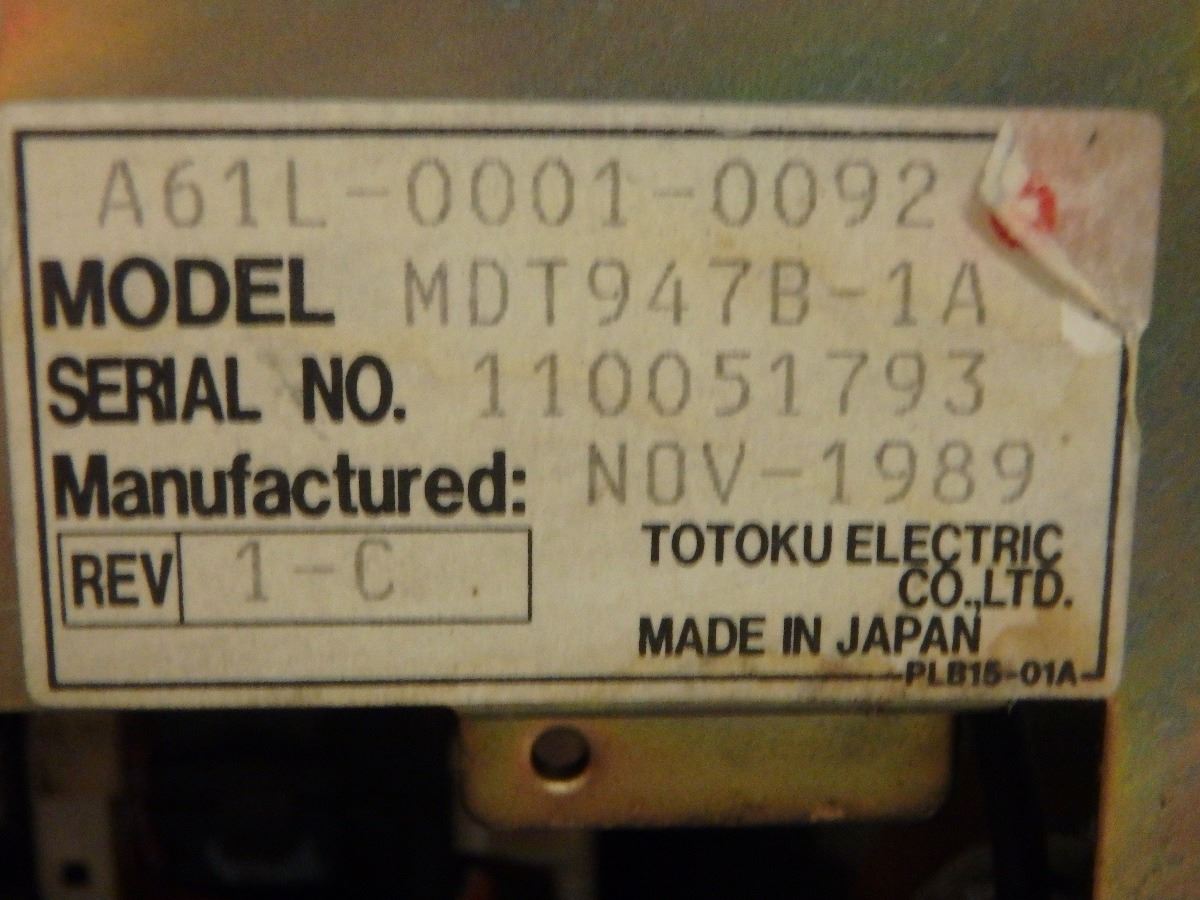 A61L-0001-0092
MODEL MDT947B-1A
SERIAL NO. 110051793
Manufactured: NOV-1989
REV 1-C
TOTOKU ELECTRIC
CO.,LTD.
MADE IN JAPAN
PLB15-01A